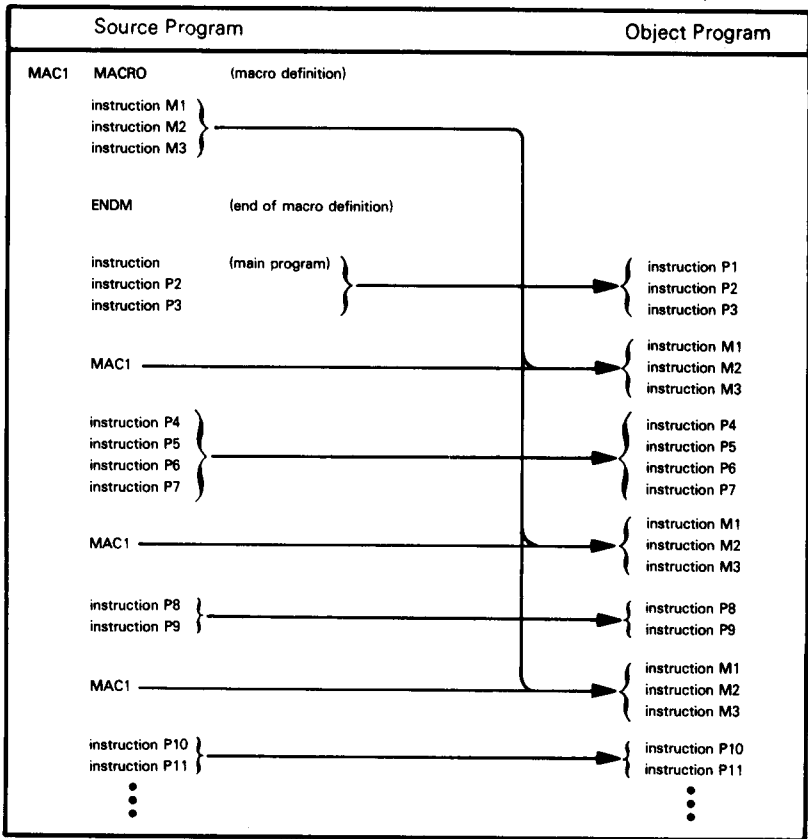 Source Program Object Program
MAC1 MACRO (macro definition)
instruction M1
instruction M2
instruction M3
ENDM (end of macro definition)
instruction (main program) instruction P1
instruction P2 instruction P2
instruction P3 instruction P3
instruction M1
MAC1 instruction M2
instruction M3
instruction P4 instruction P4
instruction P5 instruction P5
instruction P6 instruction P6
instruction P7 instruction P7
instruction M1
MAC1 instruction M2
instruction M3
instruction P8 instruction P8
instruction P9 instruction P9
instruction M1
MAC1 instruction M2
instruction M3
instruction P10 instruction P10
instruction P11 instruction P11